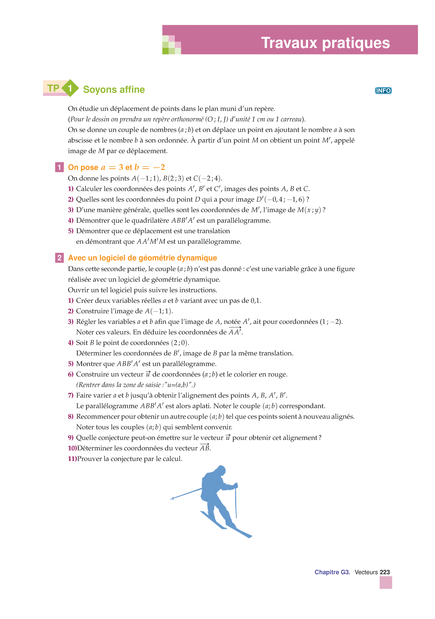 Travaux pratiques
TP 1 Soyons affine
INFO
On étudie un déplacement de points dans le plan muni d'un repère.
(Pour le dessin on prendra un repère orthonormé (O ; I, J) d'unité 1 cm ou 1 carreau).
On se donne un couple de nombres (a ; b) et on déplace un point en ajoutant le nombre a à son
abscisse et le nombre b à son ordonnée. À partir d'un point M on obtient un point M', appelé
image de M par ce déplacement.
1 On pose a = 3 et b = −2
On donne les points A(−1 ; 1), B(2 ; 3) et C(−2 ; 4).
1) Calculer les coordonnées des points A', B' et C', images des points A, B et C.
2) Quelles sont les coordonnées du point D qui a pour image D'(−0,4 ; −1,6) ?
3) D'une manière générale, quelles sont les coordonnées de M', l'image de M(x ; y) ?
4) Démontrer que le quadrilatère ABB'A' est un parallélogramme.
5) Démontrer que ce déplacement est une translation
en démontrant que AA'M'M est un parallélogramme.
2 Avec un logiciel de géométrie dynamique
Dans cette seconde partie, le couple (a ; b) n'est pas donné : c'est une variable grâce à une figure
réalisée avec un logiciel de géométrie dynamique.
Ouvrir un tel logiciel puis suivre les instructions.
1) Créer deux variables réelles a et b variant avec un pas de 0,1.
2) Construire l'image de A(−1; 1).
3) Régler les variables a et b afin que l'image de A, notée A', ait pour coordonnées (1 ; −2).
Noter ces valeurs. En déduire les coordonnées de AA'.
4) Soit B le point de coordonnées (2 ; 0).
Déterminer les coordonnées de B', image de B par la même translation.
5) Montrer que ABB'A' est un parallélogramme.
6) Construire un vecteur u de coordonnées (a ; b) et le colorier en rouge.
(Rentrer dans la zone de saisie :"u=(a,b)".)
7) Faire varier a et b jusqu'à obtenir l'alignement des points A, B, A', B'.
Le parallélogramme ABB'A' est alors aplati. Noter le couple (a; b) correspondant.
8) Recommencer pour obtenir un autre couple (a; b) tel que ces points soient à nouveau alignés.
Noter tous les couples (a; b) qui semblent convenir.
9) Quelle conjecture peut-on émettre sur le vecteur u pour obtenir cet alignement ?
10)Déterminer les coordonnées du vecteur AB.
11)Prouver la conjecture par le calcul.
Chapitre G3. Vecteurs 223